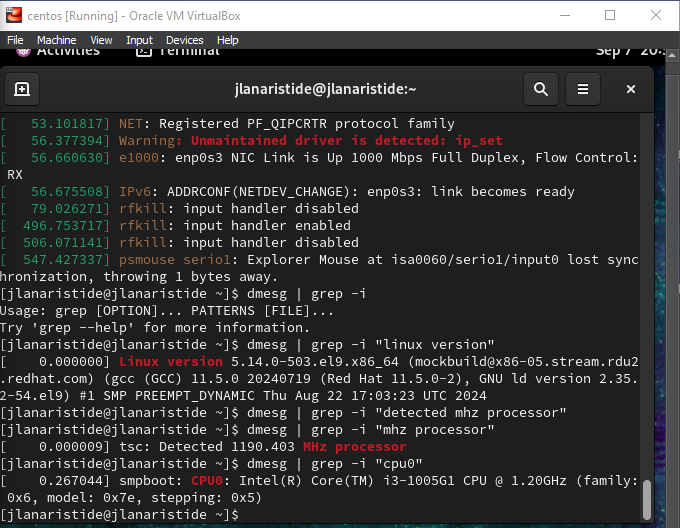 centos [Running] - Oracle VM VirtualBox
File Machine View Input Devices Help
Activities Terminal Sep 7
jlanaristide@jlanaristide:~
[   53.101817] NET: Registered PF_QIPCRTR protocol family
[   56.377394] Warning: Unmaintained driver is detected: ip_set
[   56.660630] e1000: enp0s3 NIC Link is Up 1000 Mbps Full Duplex, Flow Control:
 RX
[   56.675508] IPv6: ADDRCONF(NETDEV_CHANGE): enp0s3: link becomes ready
[   79.026271] rfkill: input handler disabled
[  496.753717] rfkill: input handler enabled
[  506.071141] rfkill: input handler disabled
[  547.427337] psmouse serio1: Explorer Mouse at isa0060/serio1/input0 lost sync
hronization, throwing 1 bytes away.
[jlanaristide@jlanaristide ~]$ dmesg | grep -i
Usage: grep [OPTION]... PATTERNS [FILE]...
Try 'grep --help' for more information.
[jlanaristide@jlanaristide ~]$ dmesg | grep -i "linux version"
[    0.000000] Linux version 5.14.0-503.el9.x86_64 (mockbuild@x86-05.stream.rdu2
.redhat.com) (gcc (GCC) 11.5.0 20240719 (Red Hat 11.5.0-2), GNU ld version 2.35.
2-54.el9) #1 SMP PREEMPT_DYNAMIC Thu Aug 22 17:03:23 UTC 2024
[jlanaristide@jlanaristide ~]$ dmesg | grep -i "detected mhz processor"
[jlanaristide@jlanaristide ~]$ dmesg | grep -i "mhz processor"
[    0.000009] tsc: Detected 1190.403 MHz processor
[jlanaristide@jlanaristide ~]$ dmesg | grep -i "cpu0"
[    0.267044] smpboot: CPU0: Intel(R) Core(TM) i3-1005G1 CPU @ 1.20GHz (family:
 0x6, model: 0x7e, stepping: 0x5)
[jlanaristide@jlanaristide ~]$